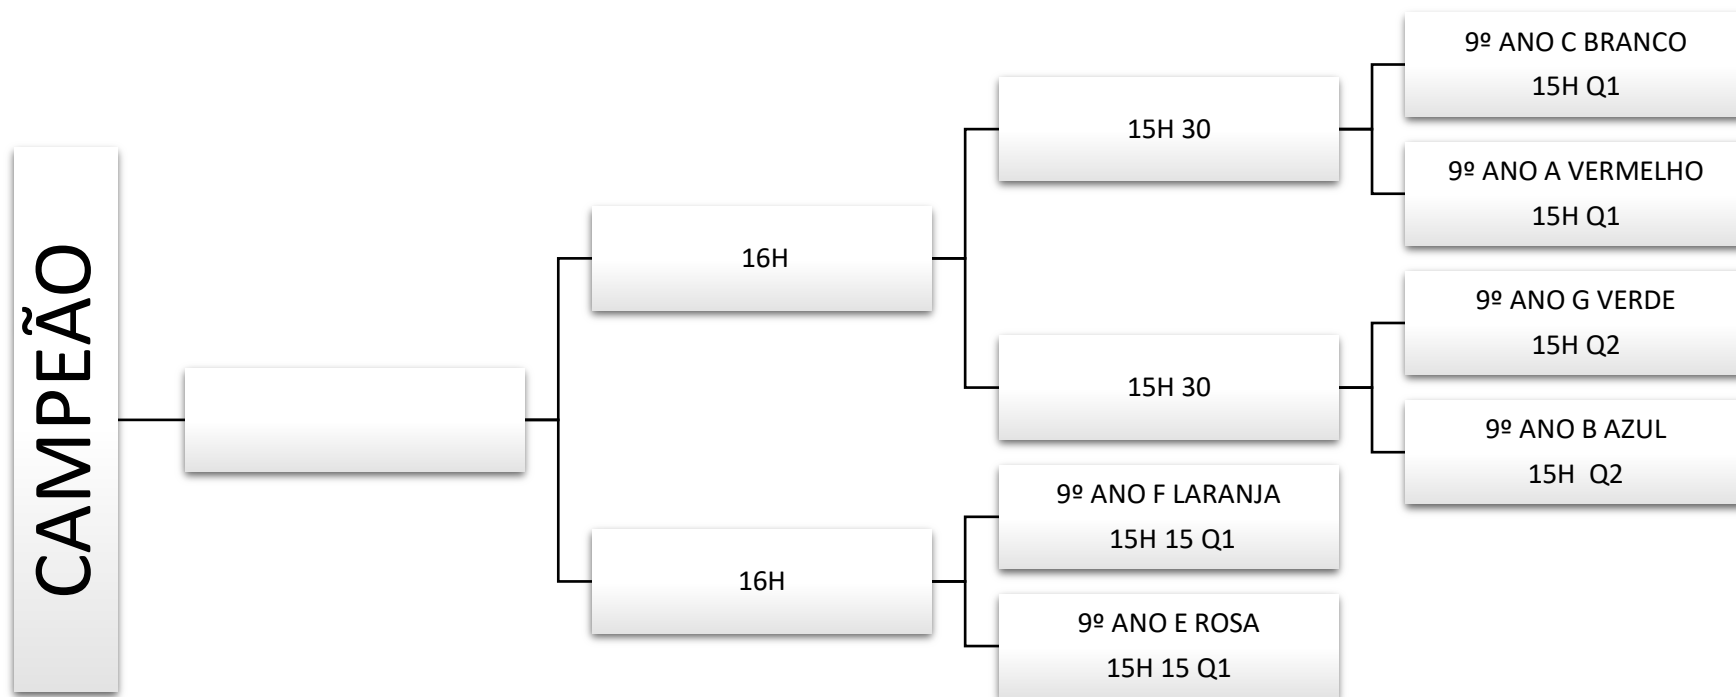 CAMPEÃO
16H
16H
15H 30
15H 30
9º ANO F LARANJA
15H 15 Q1
9º ANO E ROSA
15H 15 Q1
9º ANO C BRANCO
15H Q1
9º ANO A VERMELHO
15H Q1
9º ANO G VERDE
15H Q2
9º ANO B AZUL
15H  Q2